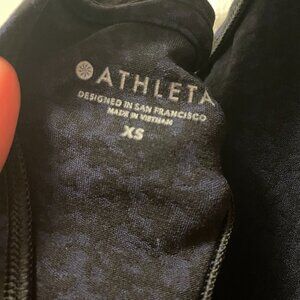 ATHLETA
DESIGNED IN SAN FRANCISCO
MADE IN VIETNAM
XS